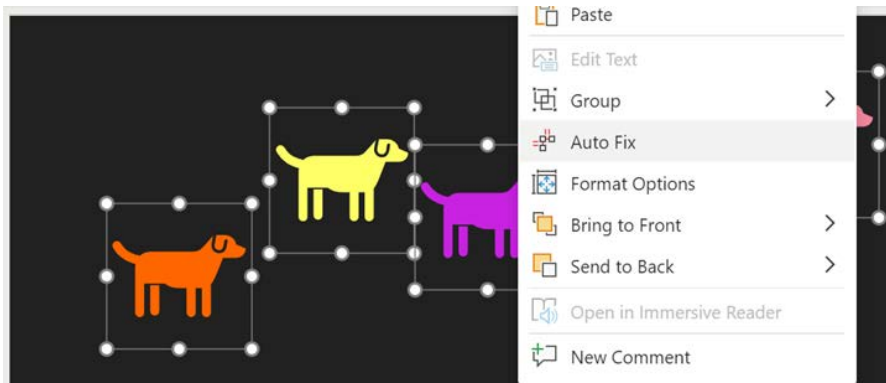 Paste
Edit Text
Group
Auto Fix
Format Options
Bring to Front
Send to Back
Open in Immersive Reader
New Comment